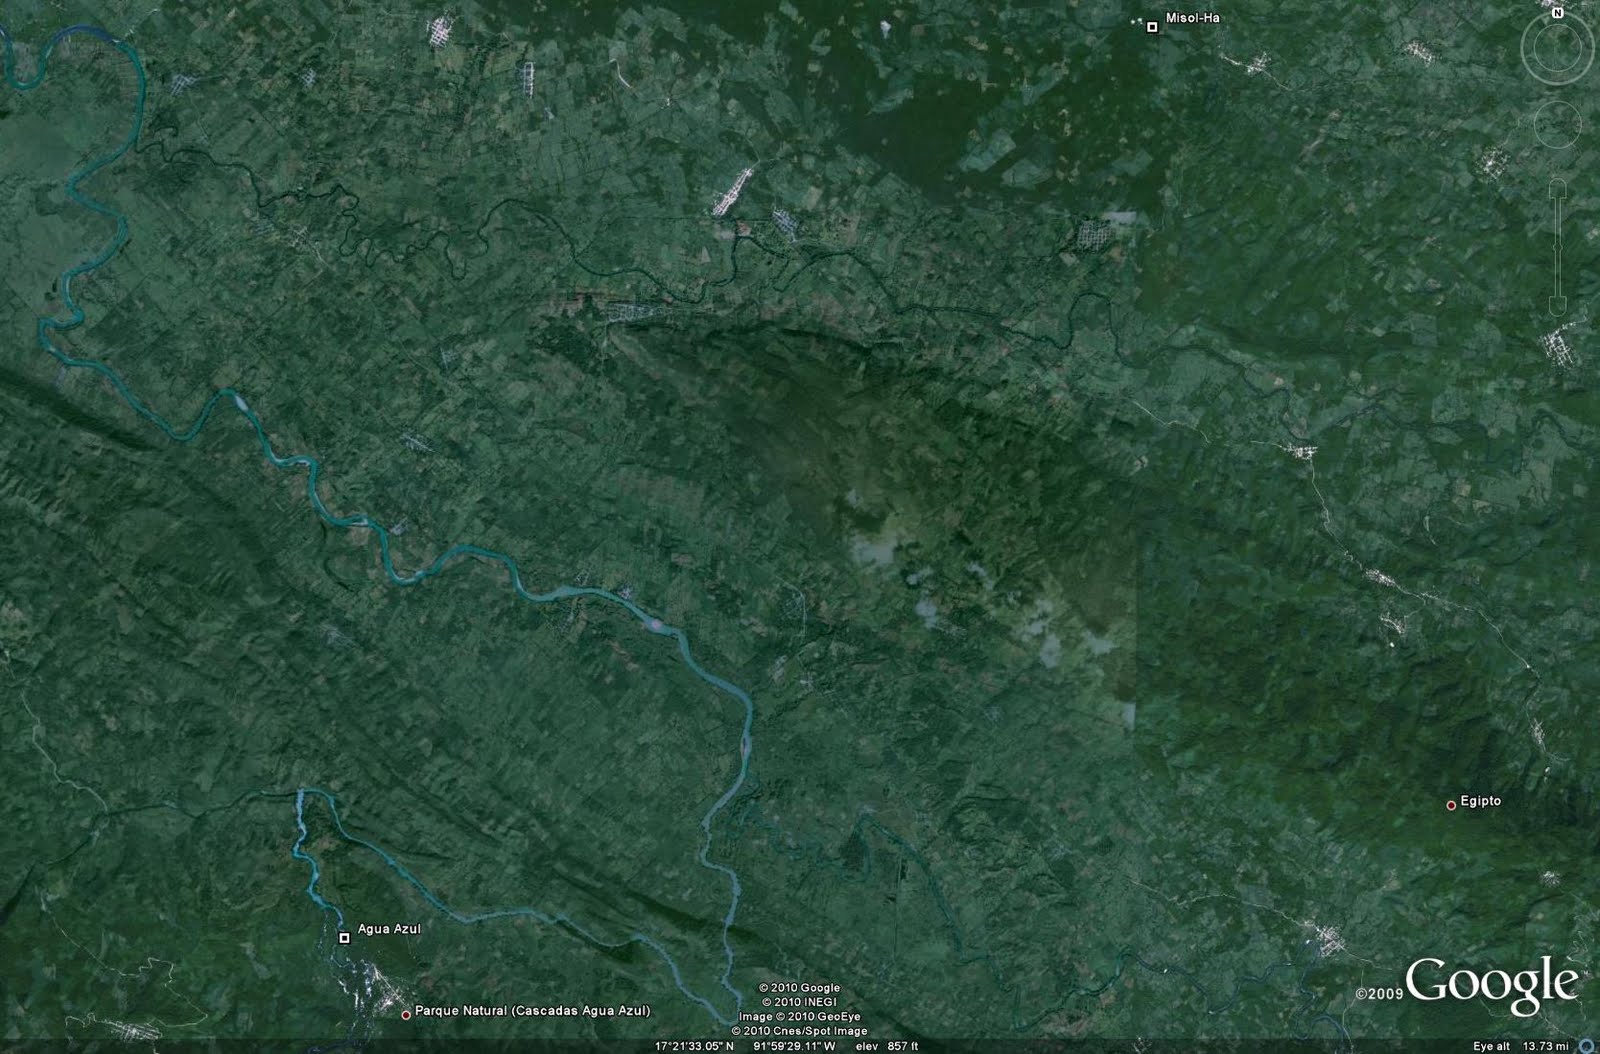 Misol-Ha
N
Egipto
Agua Azul
Parque Natural (Cascadas Agua Azul)
© 2010 Google
© 2010 INEGI
Image © 2010 GeoEye
© 2010 Cnes/Spot Image
©2009 Google™
17°21'33.05" N 91°59'29.11" W elev 857 ft
Eye alt 13.73 mi